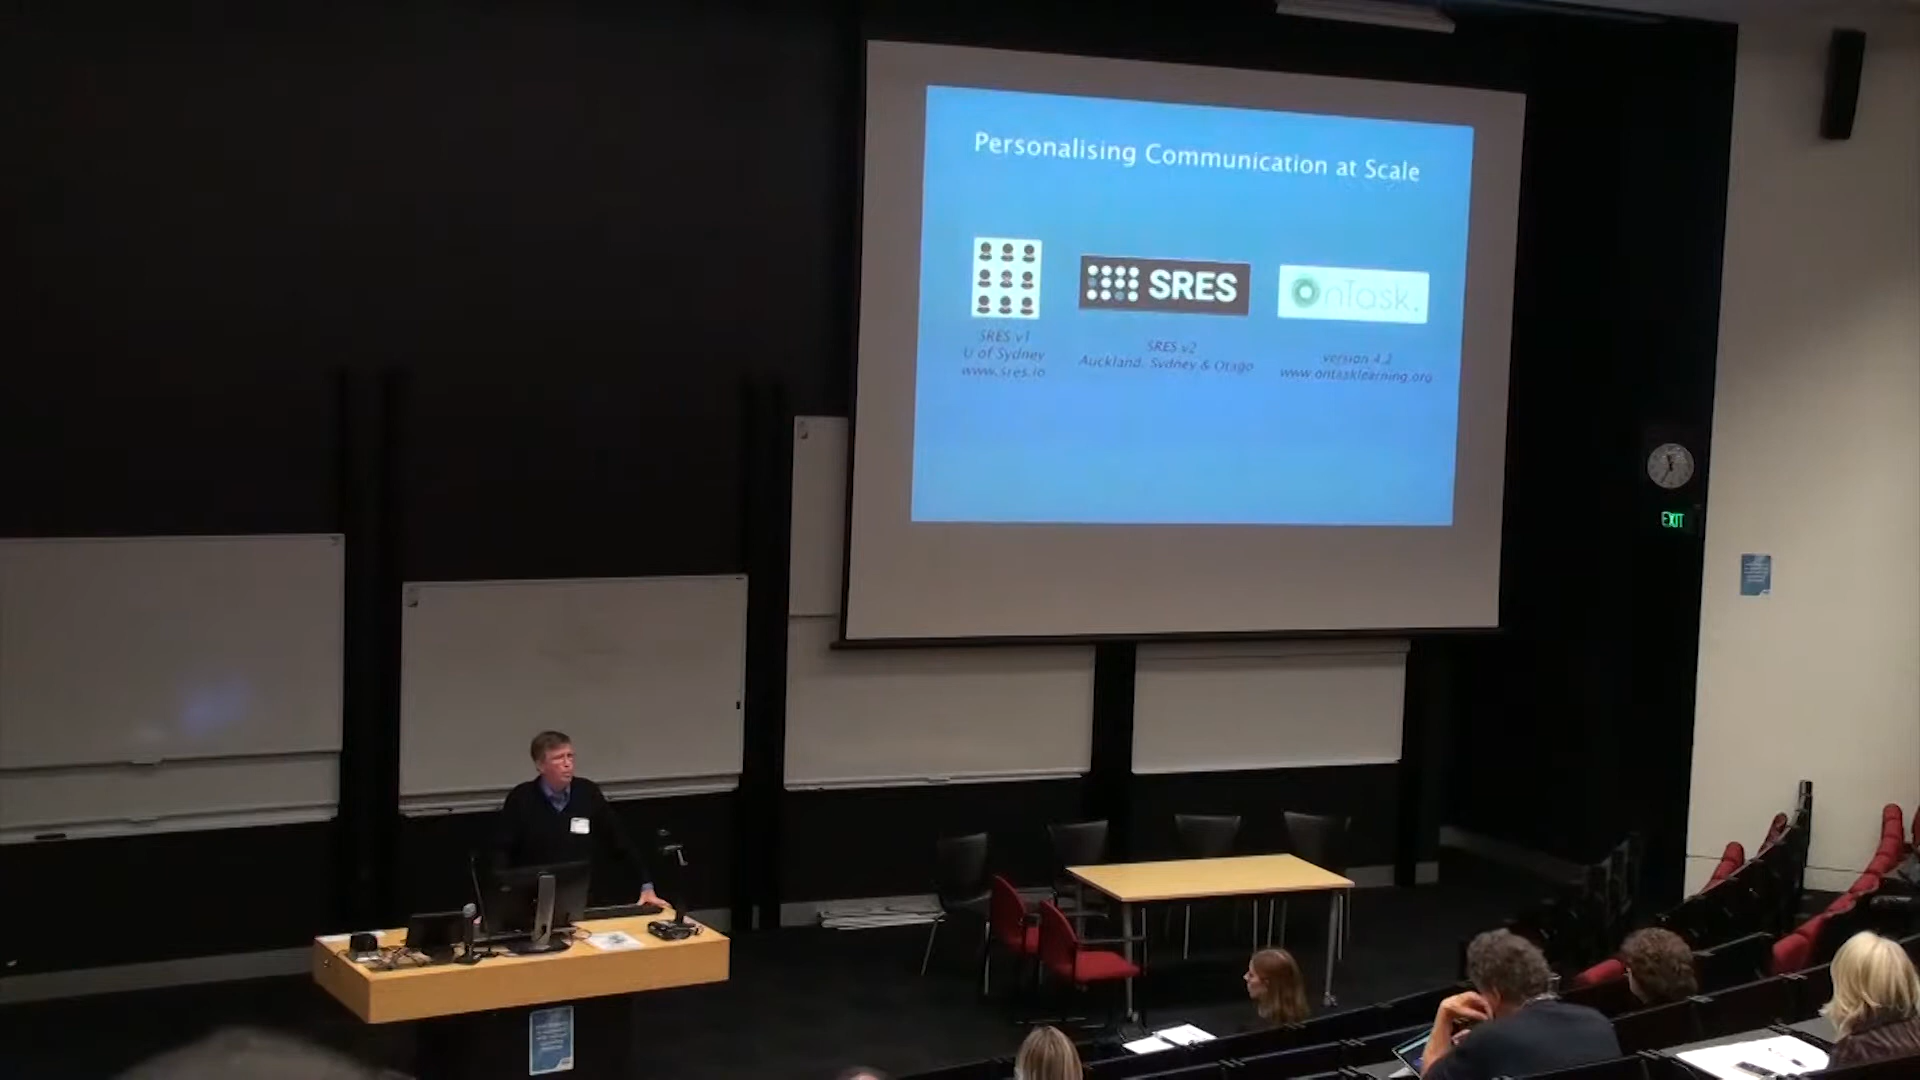 Personalising Communication at Scale
SRES
OnTask.
SRES v1
U of Sydney
www.sres.io
SRES v2
Auckland, Sydney & Otago
version 4.2
www.ontasklearning.org
EXIT